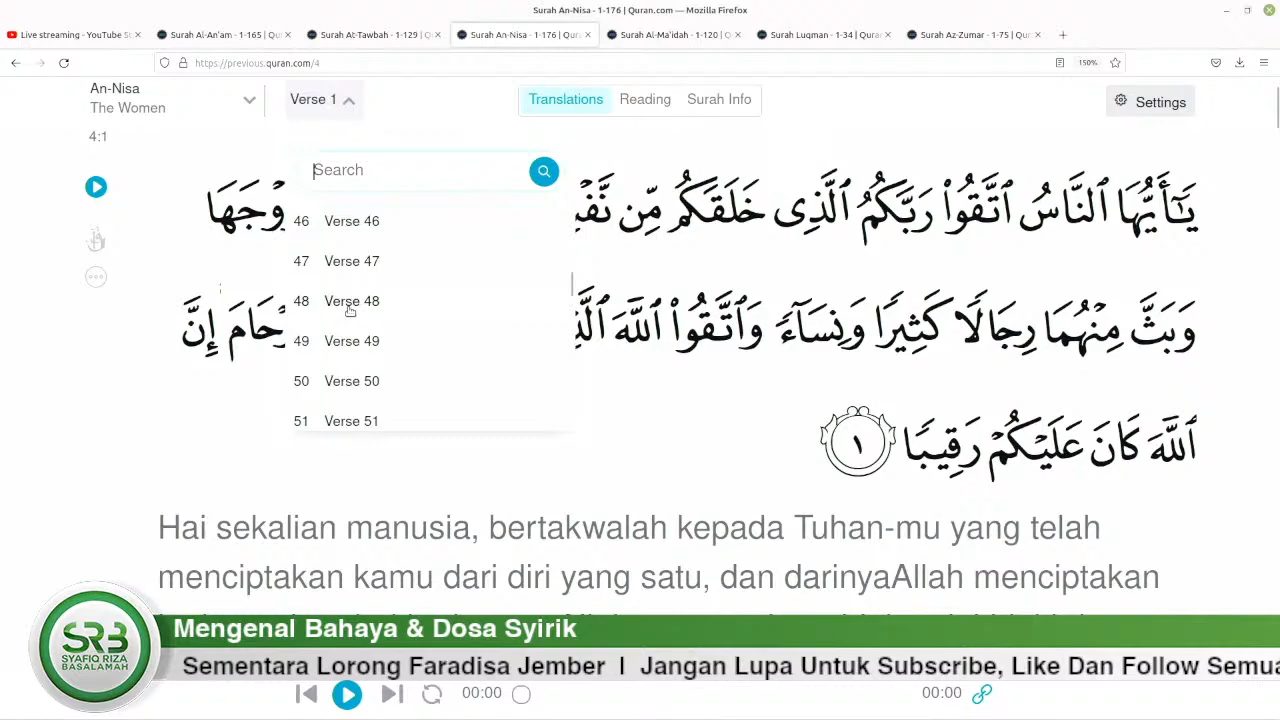 Surah An-Nisa - 1-176 | Quran.com — Mozilla Firefox
Live streaming - YouTube St
Surah Al-An'am - 1-165 | Qu
Surah At-Tawbah - 1-129 | Q
Surah An-Nisa - 1-176 | Qura
Surah Al-Ma'idah - 1-120 | Q
Surah Luqman - 1-34 | Qura
Surah Az-Zumar - 1-75 | Qur
https://previous.quran.com/4
150%
An-Nisa
The Women
Verse 1
Translations
Reading
Surah Info
Settings
4:1
Search
46 Verse 46
47 Verse 47
48 Verse 48
49 Verse 49
50 Verse 50
51 Verse 51
يَـٰٓأَيُّهَا ٱلنَّاسُ ٱتَّقُوا۟ رَبَّكُمُ ٱلَّذِى خَلَقَكُم مِّن
وَبَثَّ مِنْهُمَا رِجَالًا كَثِيرًا وَنِسَآءً وَٱتَّقُوا۟ ٱللَّهَ إِنَّ
ٱللَّهَ كَانَ عَلَيْكُمْ رَقِيبًا ١
Hai sekalian manusia, bertakwalah kepada Tuhan-mu yang telah
menciptakan kamu dari diri yang satu, dan darinyaAllah menciptakan
SRB
SYAFIQ RIZA
BASALAMAH
Mengenal Bahaya & Dosa Syirik
Sementara Lorong Faradisa Jember I Jangan Lupa Untuk Subscribe, Like Dan Follow Semua
00:00
00:00